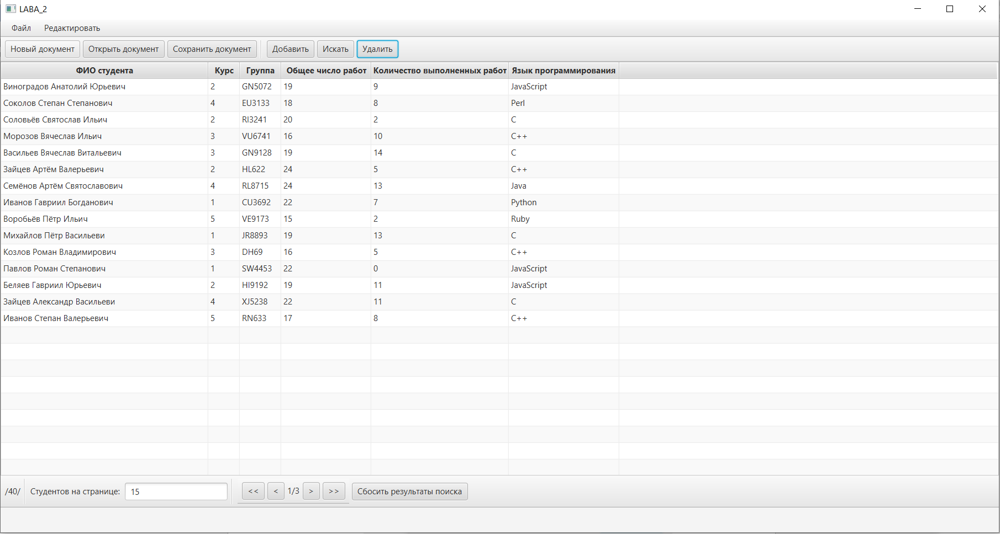 LABA_2
Файл Редактировать
Новый документ Открыть документ Сохранить документ Добавить Искать Удалить
ФИО студента Курс Группа Общее число работ Количество выполненных работ Язык программирования
Виноградов Анатолий Юрьевич 2 GN5072 19 9 JavaScript
Соколов Степан Степанович 4 EU3133 18 8 Perl
Соловьёв Святослав Ильич 2 RI3241 20 2 C
Морозов Вячеслав Ильич 3 VU6741 16 10 C++
Васильев Вячеслав Витальевич 3 GN9128 19 14 C
Зайцев Артём Валерьевич 2 HL622 24 5 C++
Семёнов Артём Святославович 4 RL8715 24 13 Java
Иванов Гавриил Богданович 1 CU3692 22 7 Python
Воробьёв Пётр Ильич 5 VE9173 15 2 Ruby
Михайлов Пётр Васильеви 1 JR8893 19 13 C
Козлов Роман Владимирович 3 DH69 16 5 C++
Павлов Роман Степанович 1 SW4453 22 0 JavaScript
Беляев Гавриил Юрьевич 2 HI9192 19 11 JavaScript
Зайцев Александр Васильеви 4 XJ5238 22 11 C
Иванов Степан Валерьевич 5 RN633 17 8 C++
/40/ Студентов на странице: 15 << < 1/3 > >> Сбосить результаты поиска